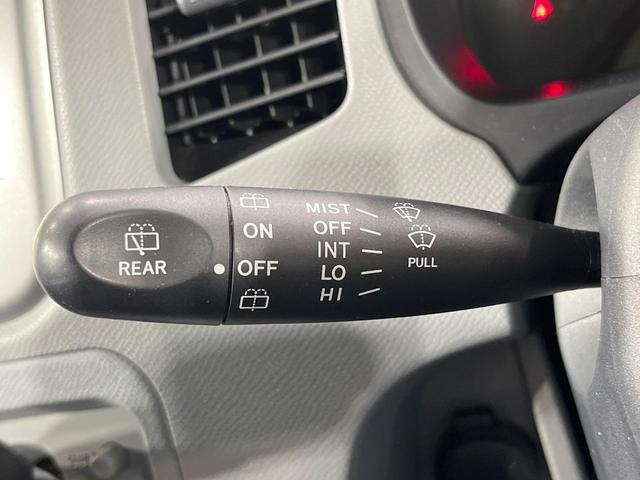 REAR
ON
OFF
MIST
OFF
INT
LO
HI
PULL